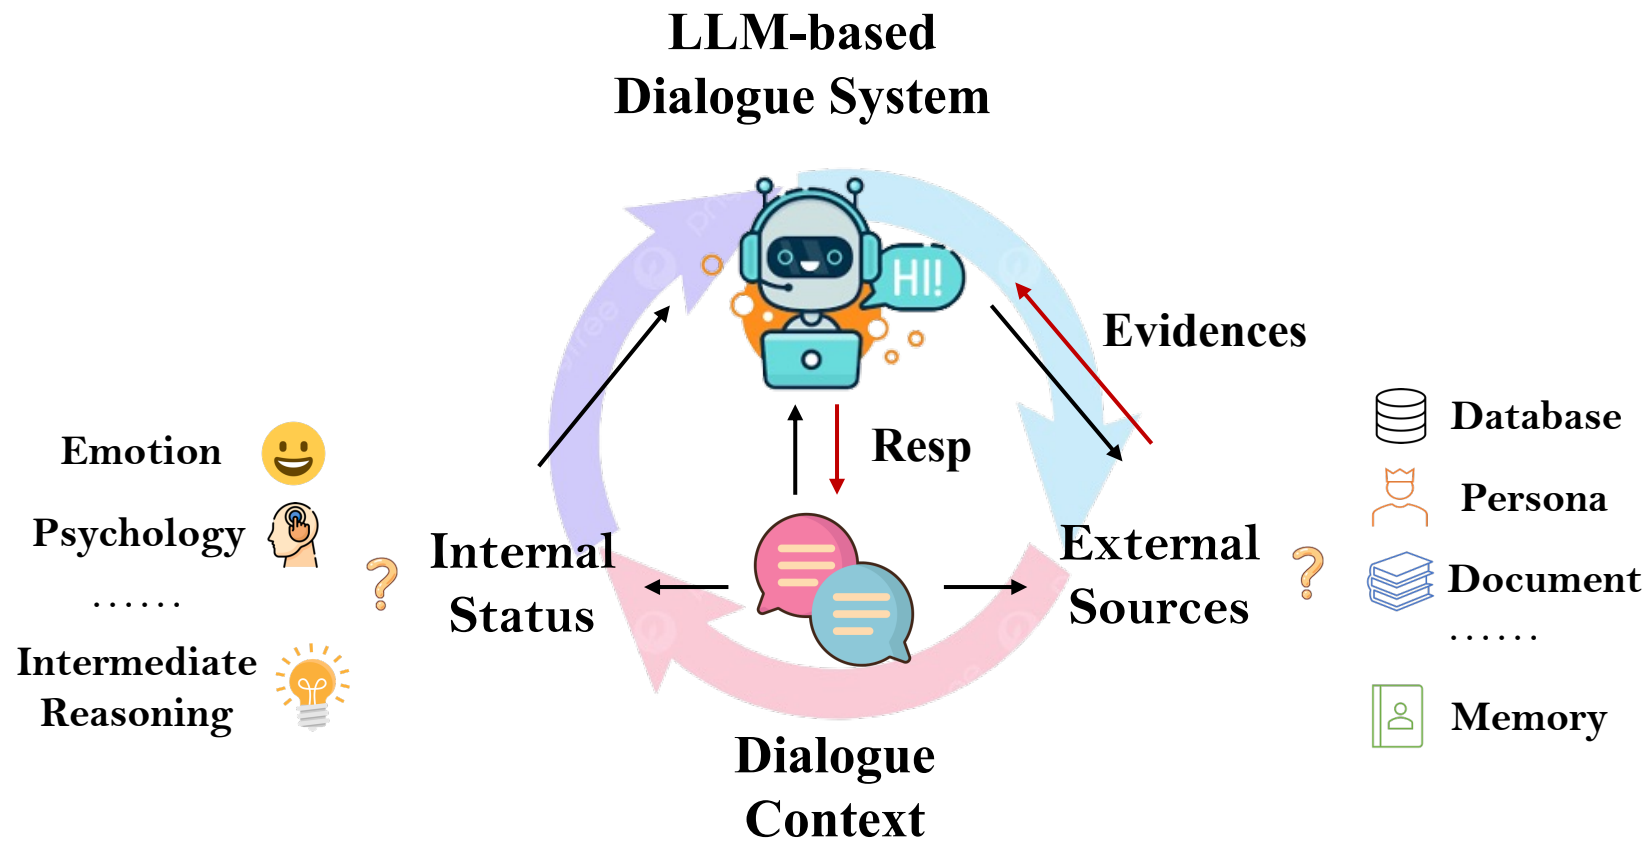 LLM-based
Dialogue System
HI!
Evidences
Resp
Emotion
Psychology
......
Intermediate
Reasoning
Internal
Status
?
External
Sources
?
Database
Persona
Document
......
Memory
Dialogue
Context